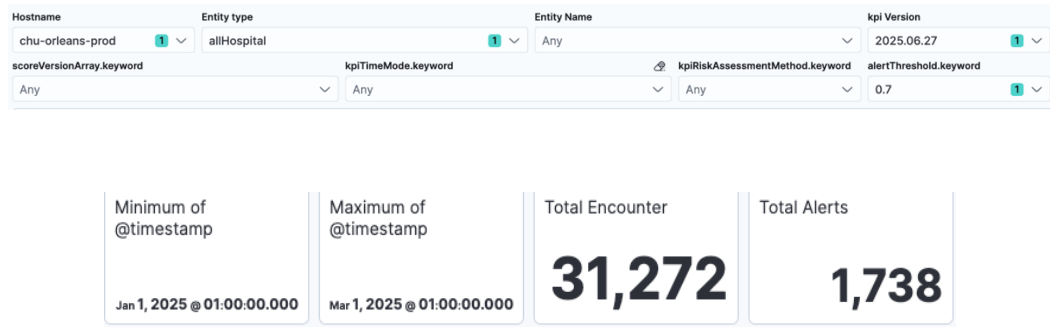 Hostname Entity type Entity Name kpi Version
chu-orleans-prod 1 allHospital 1 Any 2025.06.27 1
scoreVersionArray.keyword kpiTimeMode.keyword kpiRiskAssessmentMethod.keyword alertThreshold.keyword
Any Any Any 0.7 1
Minimum of
@timestamp
Jan 1, 2025 @ 01:00:00.000
Maximum of
@timestamp
Mar 1, 2025 @ 01:00:00.000
Total Encounter
31,272
Total Alerts
1,738